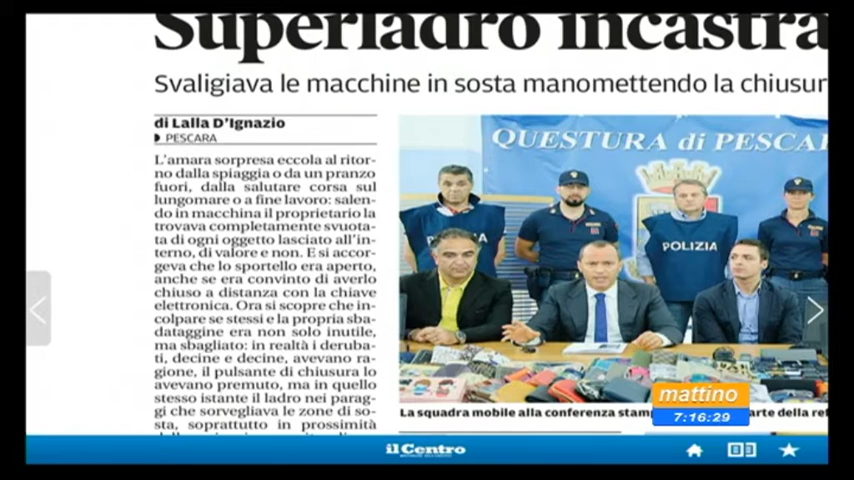 Superladro incastra
Svaligiava le macchine in sosta manomettendo la chiusur
di Lalla D'Ignazio
PESCARA
L'amara sorpresa eccola al ritor-
no dalla spiaggia o da un pranzo
fuori, dalla salutare corsa sul
lungomare o a fine lavoro: salen-
do in macchina il proprietario la
trovava completamente svuota-
ta di ogni oggetto lasciato all'in-
terno, di valore e non. E si accor-
geva che lo sportello era aperto,
anche se era convinto di averlo
chiuso a distanza con la chiave
elettronica. Ora si scopre che in-
colpare se stessi e la propria sba-
dataggine era non solo inutile,
ma sbagliato: in realtà i deruba-
ti, decine e decine, avevano ra-
gione, il pulsante di chiusura lo
avevano premuto, ma in quello
stesso istante il ladro nei parag-
gi che sorvegliava le zone di so-
sta, soprattutto in prossimità
QUESTURA di PESCAR
POLIZIA
La squadra mobile alla conferenza stamp
arte della ref
mattino
7:16:29
il Centro